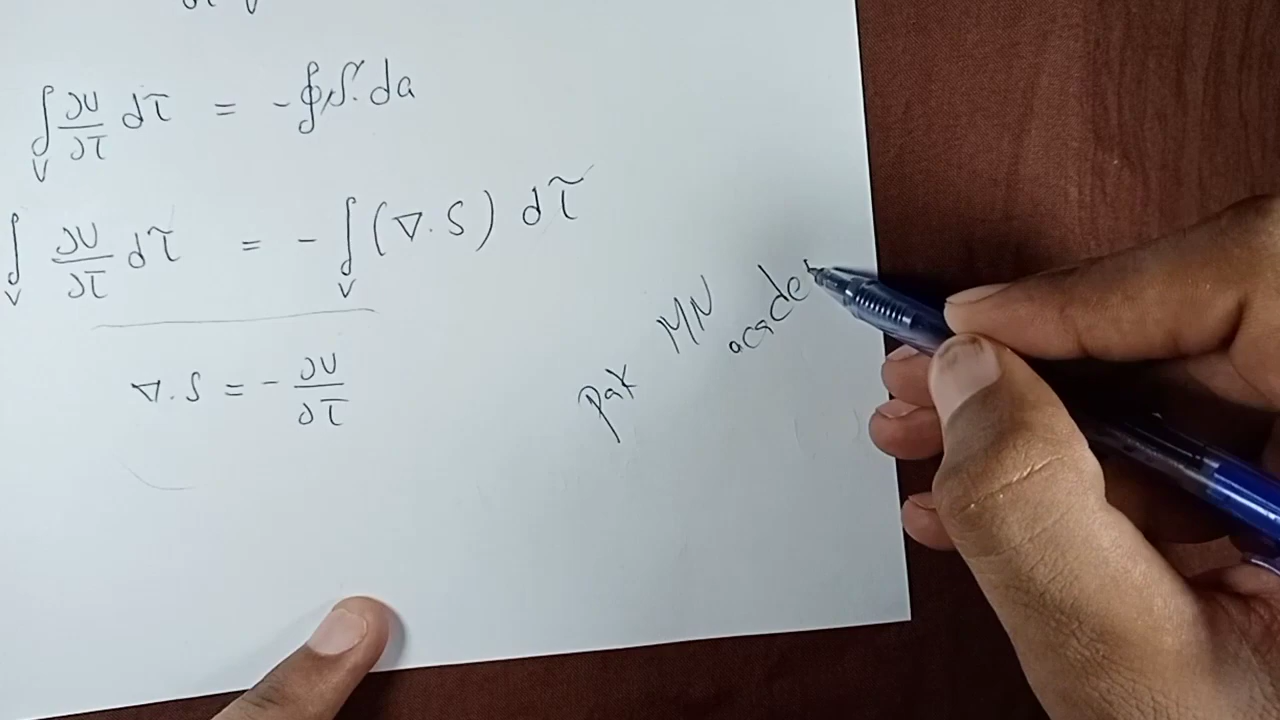 ∫_V ∂U/∂τ dτ = -∮S·da
∫_V ∂U/∂τ dτ = - ∫_V (∇·S) dτ
∇·S = - ∂U/∂τ
pak MN acade